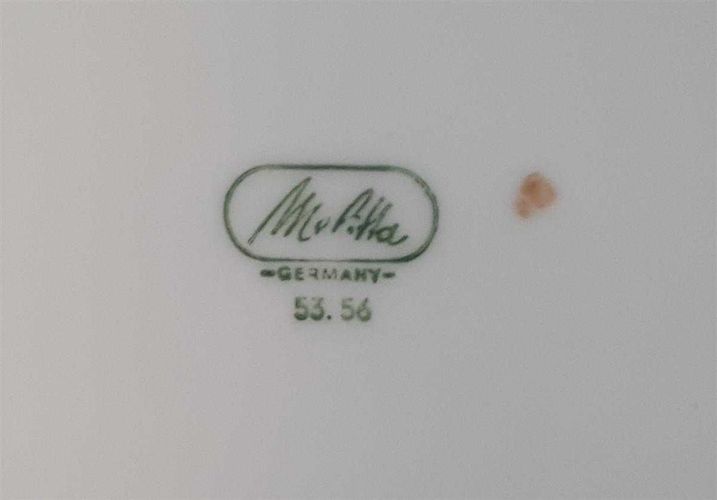 Melitta
-GERMANY-
53.56